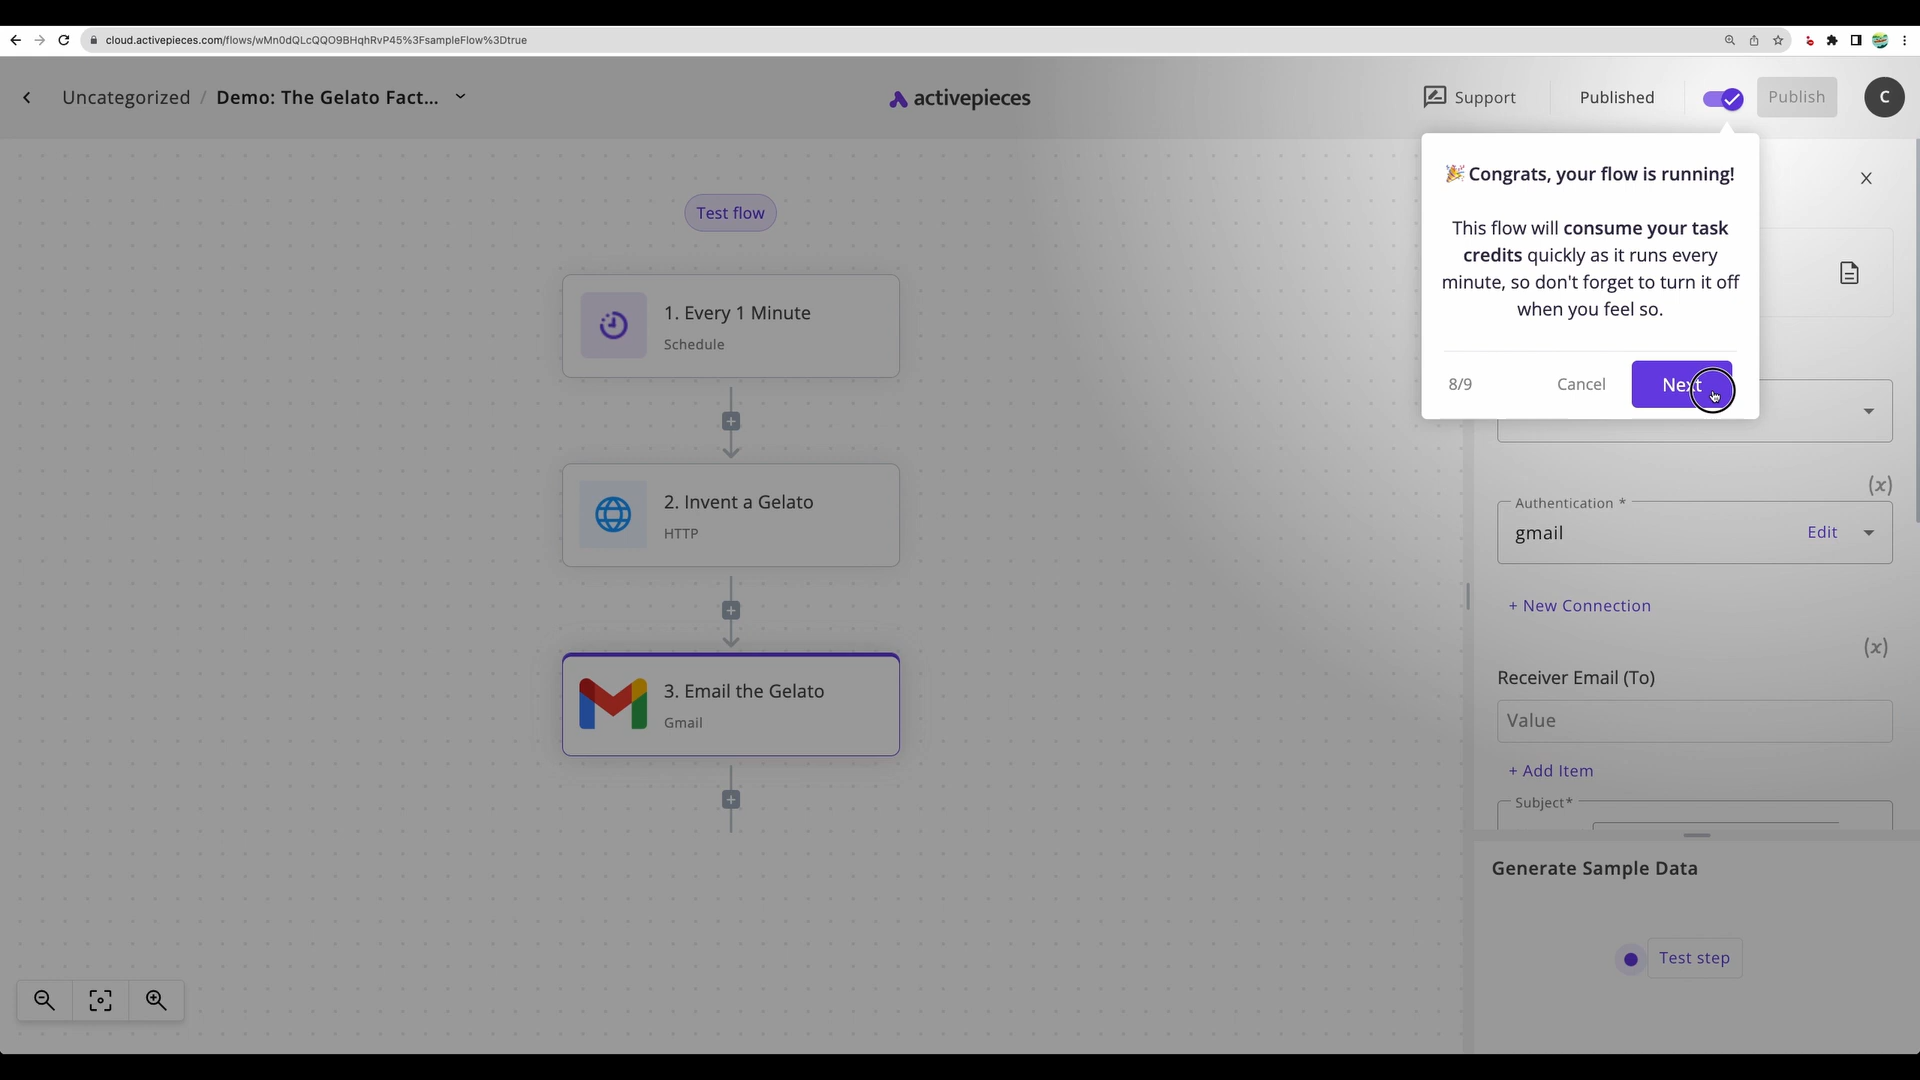 cloud.activepieces.com/flows/wMn0dQLcQQO9BHqhRvP45%3FsampleFlow%3Dtrue
Uncategorized / Demo: The Gelato Fact...
activepieces
Support
Published
Publish
C
🎉 Congrats, your flow is running!
This flow will consume your task
credits quickly as it runs every
minute, so don't forget to turn it off
when you feel so.
8/9
Cancel
Next
Test flow
1. Every 1 Minute
Schedule
2. Invent a Gelato
HTTP
3. Email the Gelato
Gmail
(x)
Authentication *
gmail
Edit
+ New Connection
(x)
Receiver Email (To)
Value
+ Add Item
Subject*
Generate Sample Data
Test step